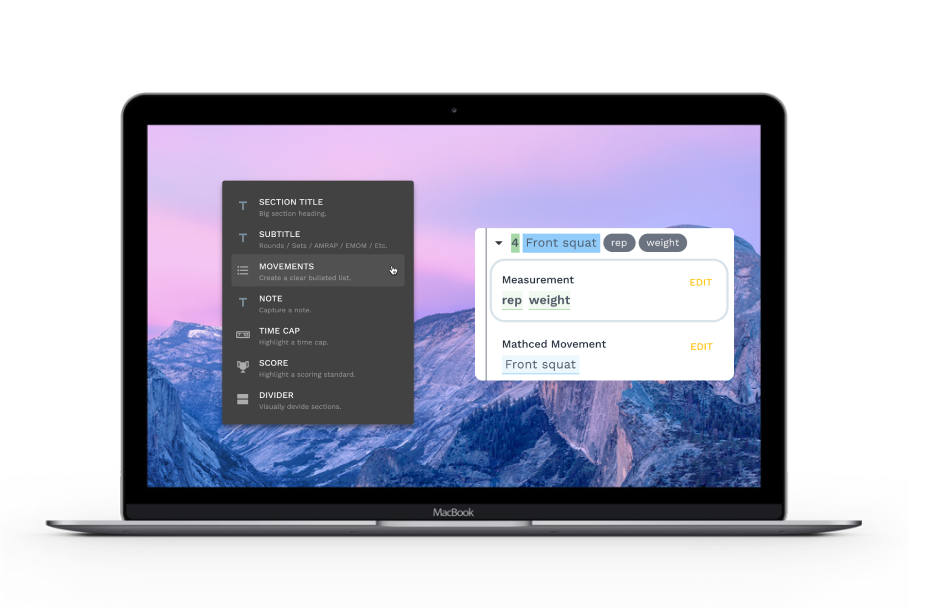 SECTION TITLE
Big section heading.
SUBTITLE
Rounds / Sets / AMRAP / EMOM / Etc.
MOVEMENTS
Create a clear bulleted list.
NOTE
Capture a note.
TIME CAP
Highlight a time cap.
SCORE
Highlight a scoring standard.
DIVIDER
Visually devide sections.
4 Front squat rep weight
Measurement
EDIT
rep weight
Mathced Movement
EDIT
Front squat
MacBook